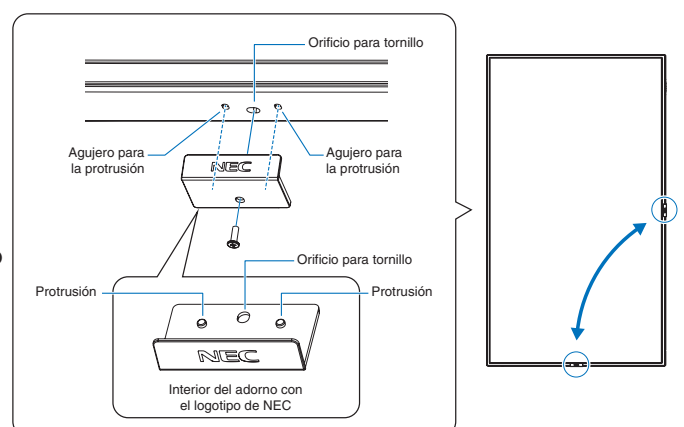 Orificio para tornillo
Agujero para
la protrusión
Agujero para
la protrusión
NEC
Orificio para tornillo
Protrusión
Protrusión
NEC
Interior del adorno con
el logotipo de NEC